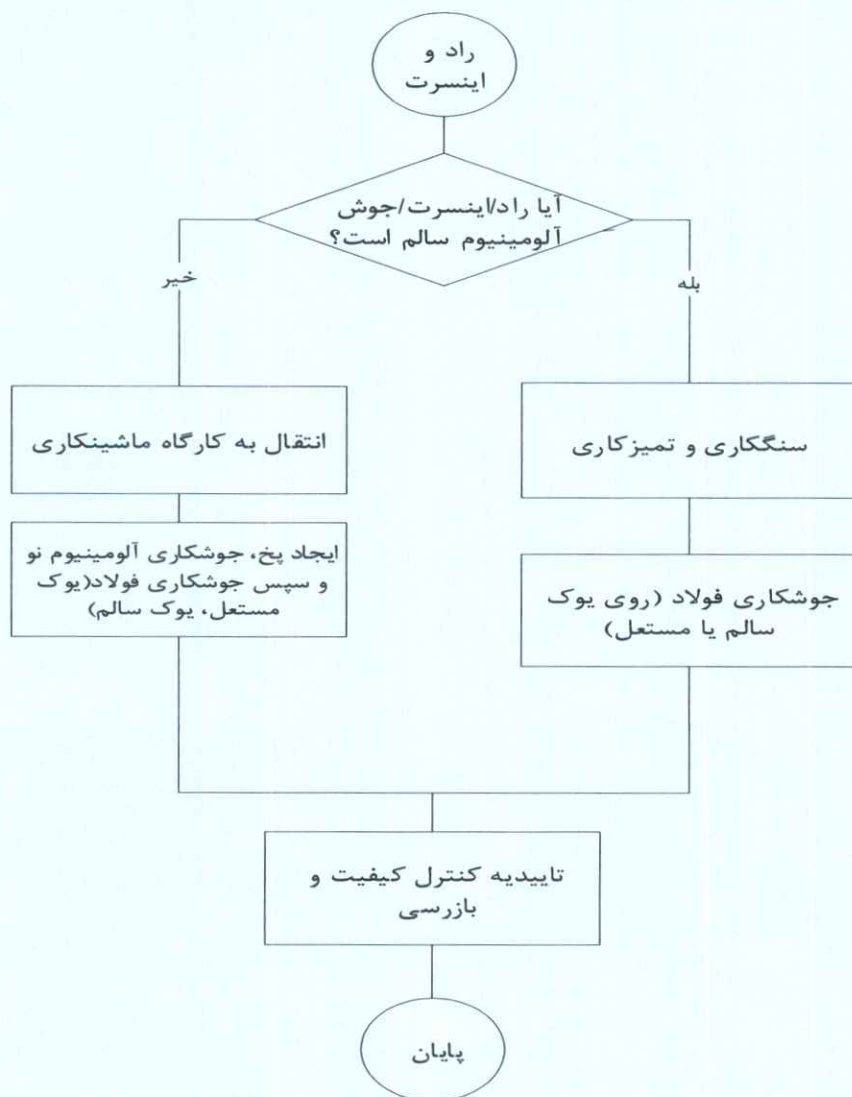 راد و
اینسرت
آیا راد/اینسرت/جوش
آلومینیوم سالم است؟
بله
خیر
سنگکاری و تمیزکاری
انتقال به کارگاه ماشینکاری
جوشکاری فولاد (روی یوک
سالم یا مستعل)
ایجاد پخ، جوشکاری آلومینیوم نو
و سپس جوشکاری فولاد(یوک
مستعل، یوک سالم)
تاییدیه کنترل کیفیت و
بازرسی
پایان